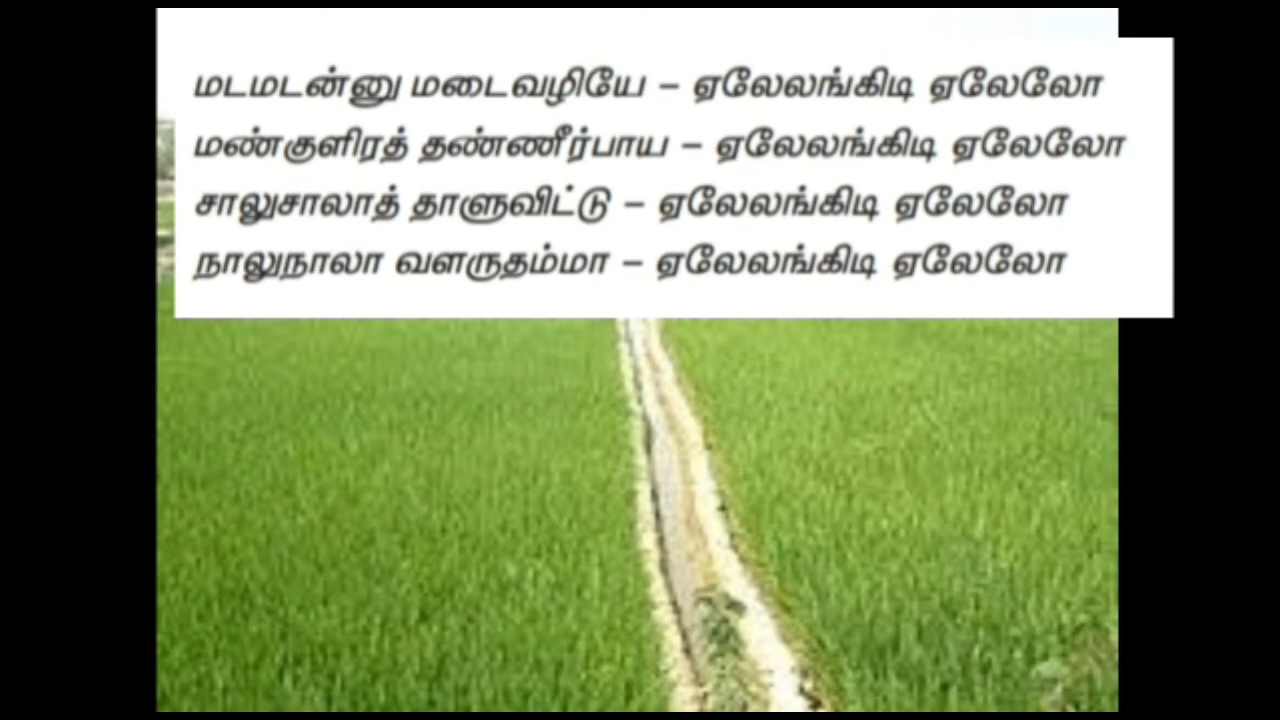 மடமடன்னு மடைவழியே – ஏலேலங்கிடி ஏலேலோ
மண்குளிரத் தண்ணீர்பாய – ஏலேலங்கிடி ஏலேலோ
சாலுசாலாத் தாளுவிட்டு – ஏலேலங்கிடி ஏலேலோ
நாலுநாலா வளருதம்மா – ஏலேலங்கிடி ஏலேலோ